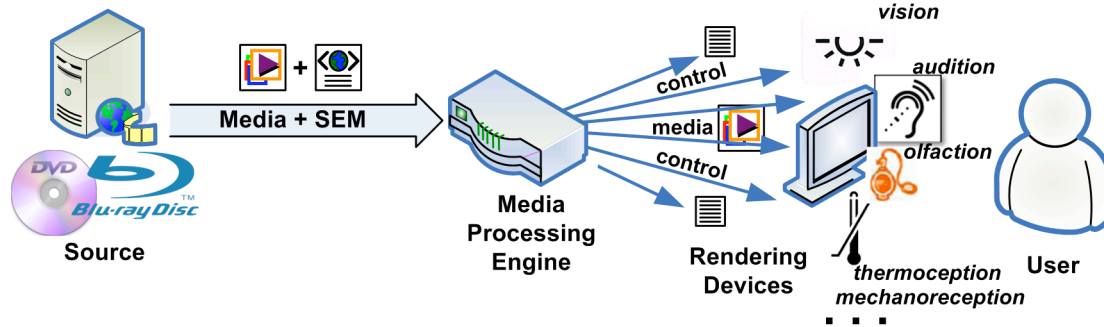 vision
audition
olfaction
control
media
control
Media + SEM
+
DVD
Blu-ray Disc
TM
Source
Media
Processing
Engine
Rendering
Devices
thermoception
mechanoreception
. . .
User